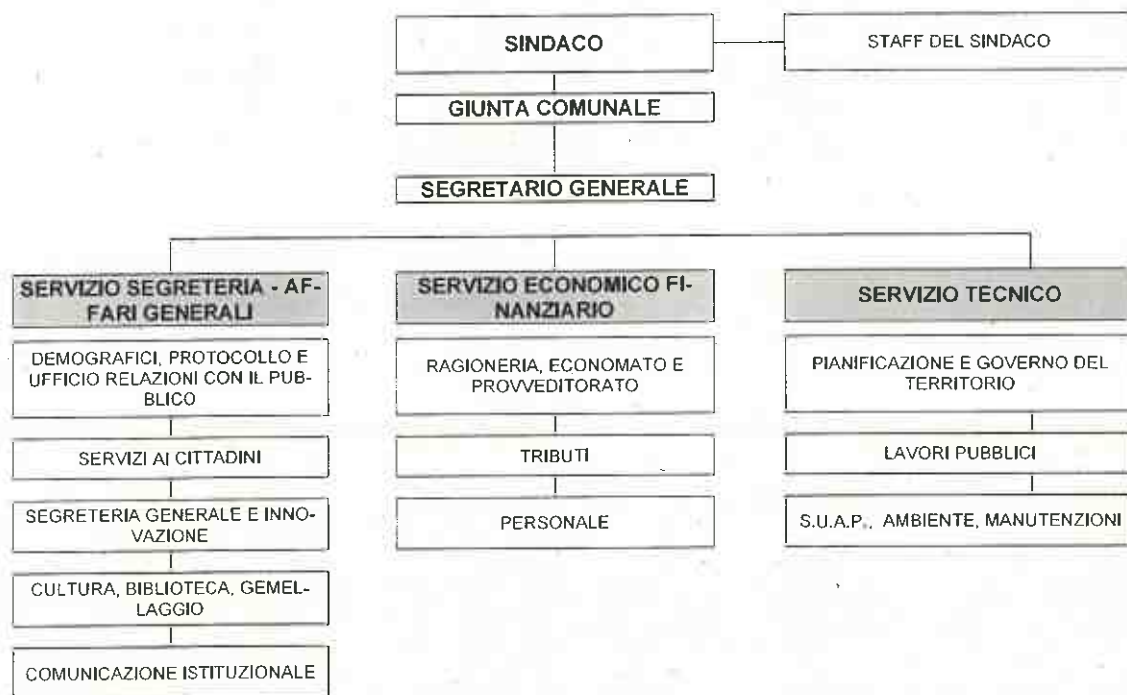 SINDACO
STAFF DEL SINDACO
GIUNTA COMUNALE
SEGRETARIO GENERALE
SERVIZIO SEGRETERIA - AF-
FARI GENERALI
DEMOGRAFICI, PROTOCOLLO E
UFFICIO RELAZIONI CON IL PUB-
BLICO
SERVIZI AI CITTADINI
SEGRETERIA GENERALE E INNO-
VAZIONE
CULTURA, BIBLIOTECA, GEMEL-
LAGGIO
COMUNICAZIONE ISTITUZIONALE
SERVIZIO ECONOMICO FI-
NANZIARIO
RAGIONERIA, ECONOMATO E
PROVVEDITORATO
TRIBUTI
PERSONALE
SERVIZIO TECNICO
PIANIFICAZIONE E GOVERNO DEL
TERRITORIO
LAVORI PUBBLICI
S.U.A.P., AMBIENTE, MANUTENZIONI